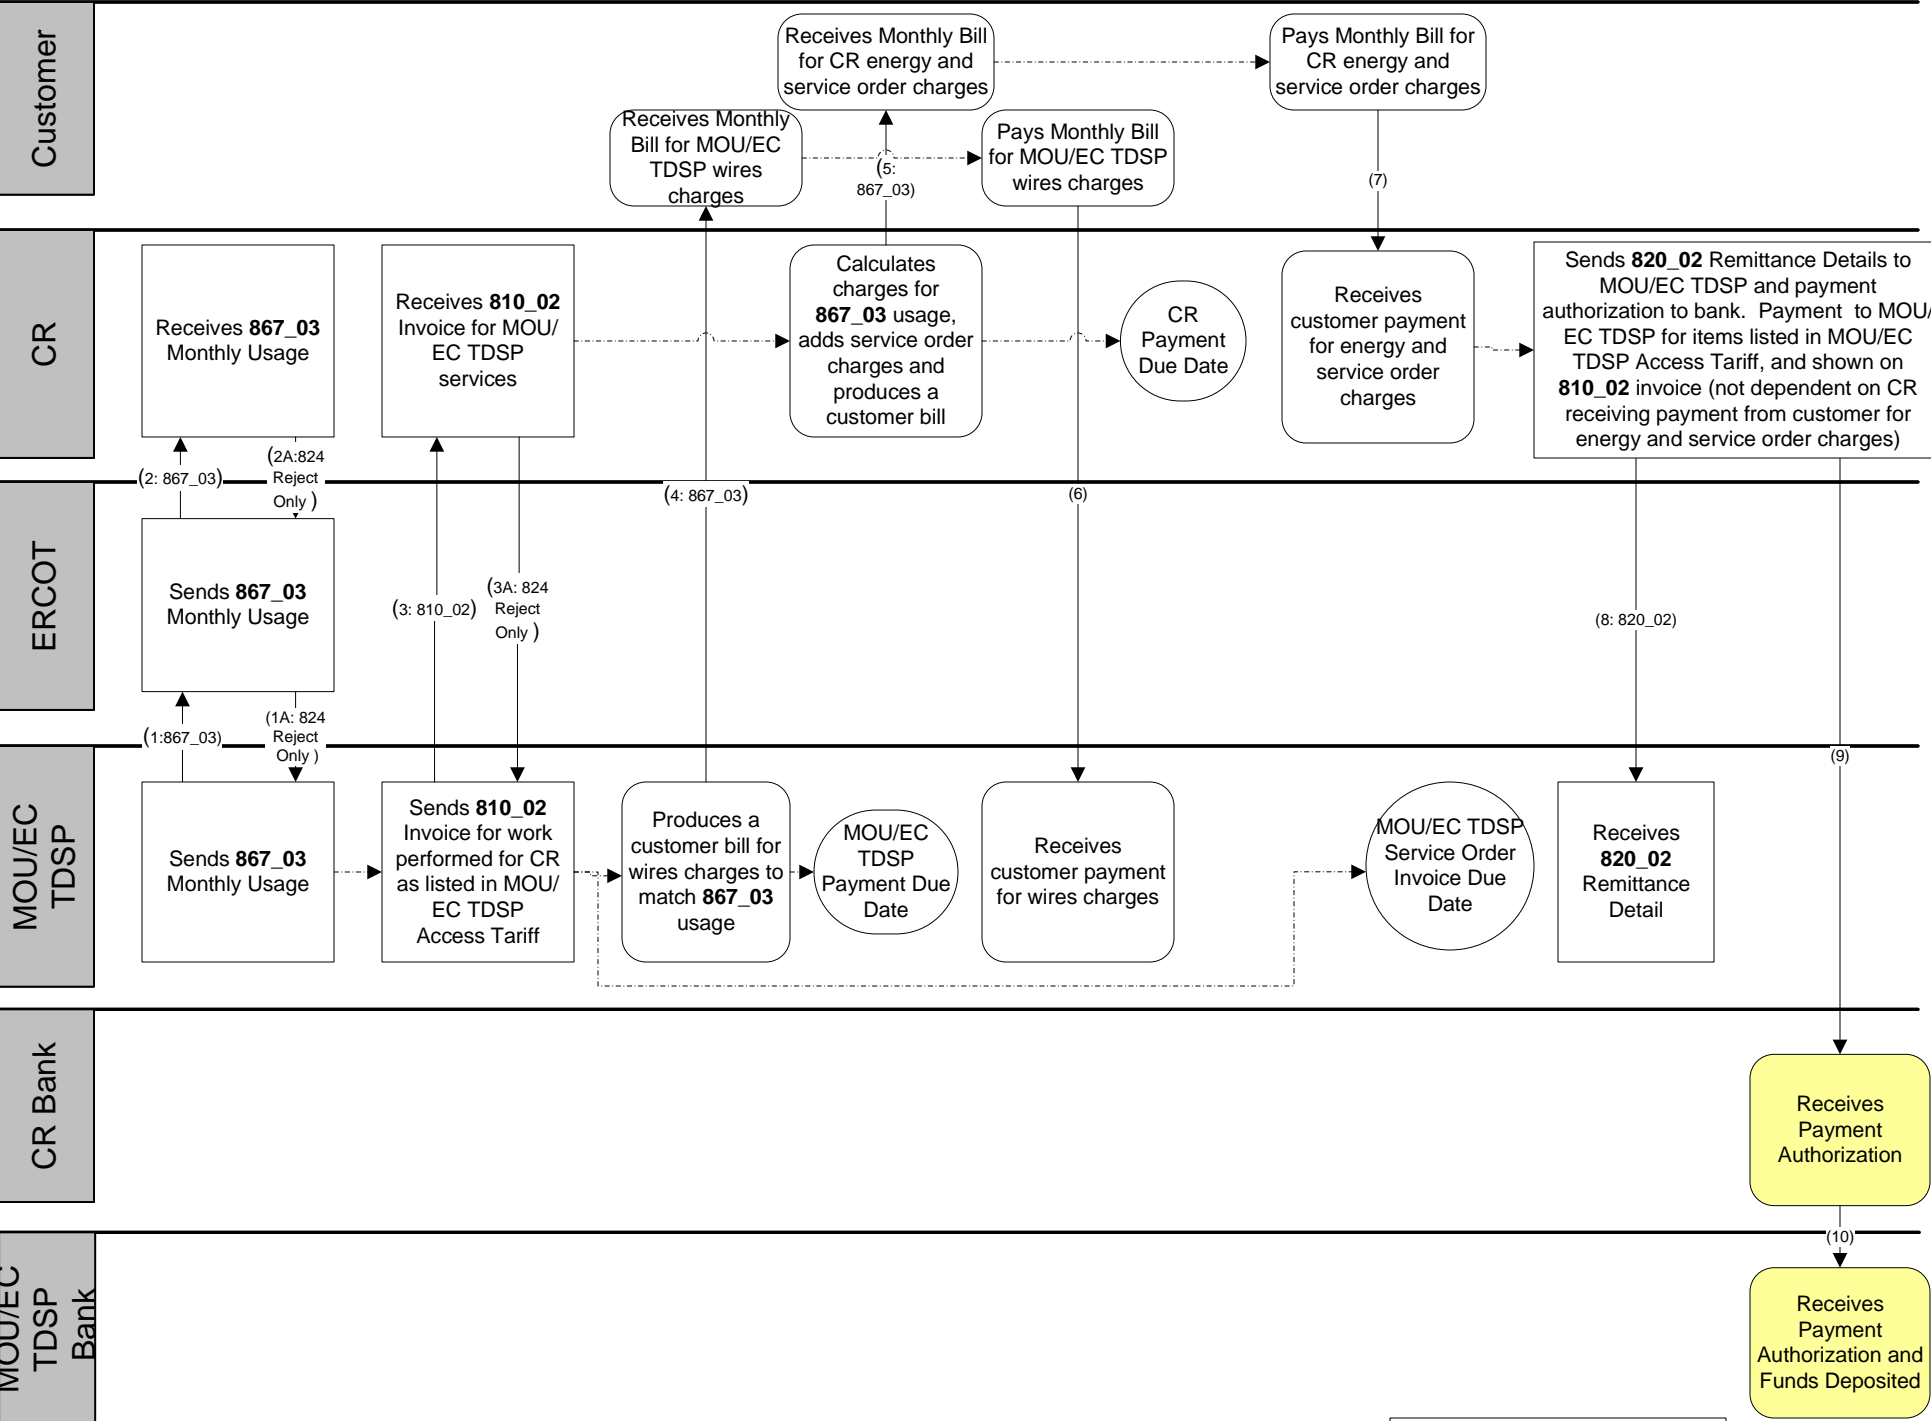 Customer
Receives Monthly Bill
for CR energy and
service order charges
Pays Monthly Bill for
CR energy and
service order charges
Receives Monthly
Bill for MOU/EC
TDSP wires
charges
Pays Monthly Bill
for MOU/EC TDSP
wires charges
(5:
867_03)
(7)
CR
Receives 867_03
Monthly Usage
Receives 810_02
Invoice for MOU/
EC TDSP
services
Calculates
charges for
867_03 usage,
adds service order
charges and
produces a
customer bill
CR
Payment
Due Date
Receives
customer payment
for energy and
service order
charges
Sends 820_02 Remittance Details to
MOU/EC TDSP and payment
authorization to bank. Payment to MOU/
EC TDSP for items listed in MOU/EC
TDSP Access Tariff, and shown on
810_02 invoice (not dependent on CR
receiving payment from customer for
energy and service order charges)
(2: 867_03)
(2A:824
Reject
Only )
(4: 867_03)
(6)
ERCOT
Sends 867_03
Monthly Usage
(3: 810_02)
(3A: 824
Reject
Only )
(8: 820_02)
(1:867_03)
(1A: 824
Reject
Only )
(9)
MOU/EC
TDSP
Sends 867_03
Monthly Usage
Sends 810_02
Invoice for work
performed for CR
as listed in MOU/
EC TDSP
Access Tariff
Produces a
customer bill for
wires charges to
match 867_03
usage
MOU/EC
TDSP
Payment Due
Date
Receives
customer payment
for wires charges
MOU/EC TDSP
Service Order
Invoice Due
Date
Receives
820_02
Remittance
Detail
CR Bank
Receives
Payment
Authorization
(10)
MOU/EC
TDSP
Bank
Receives
Payment
Authorization and
Funds Deposited